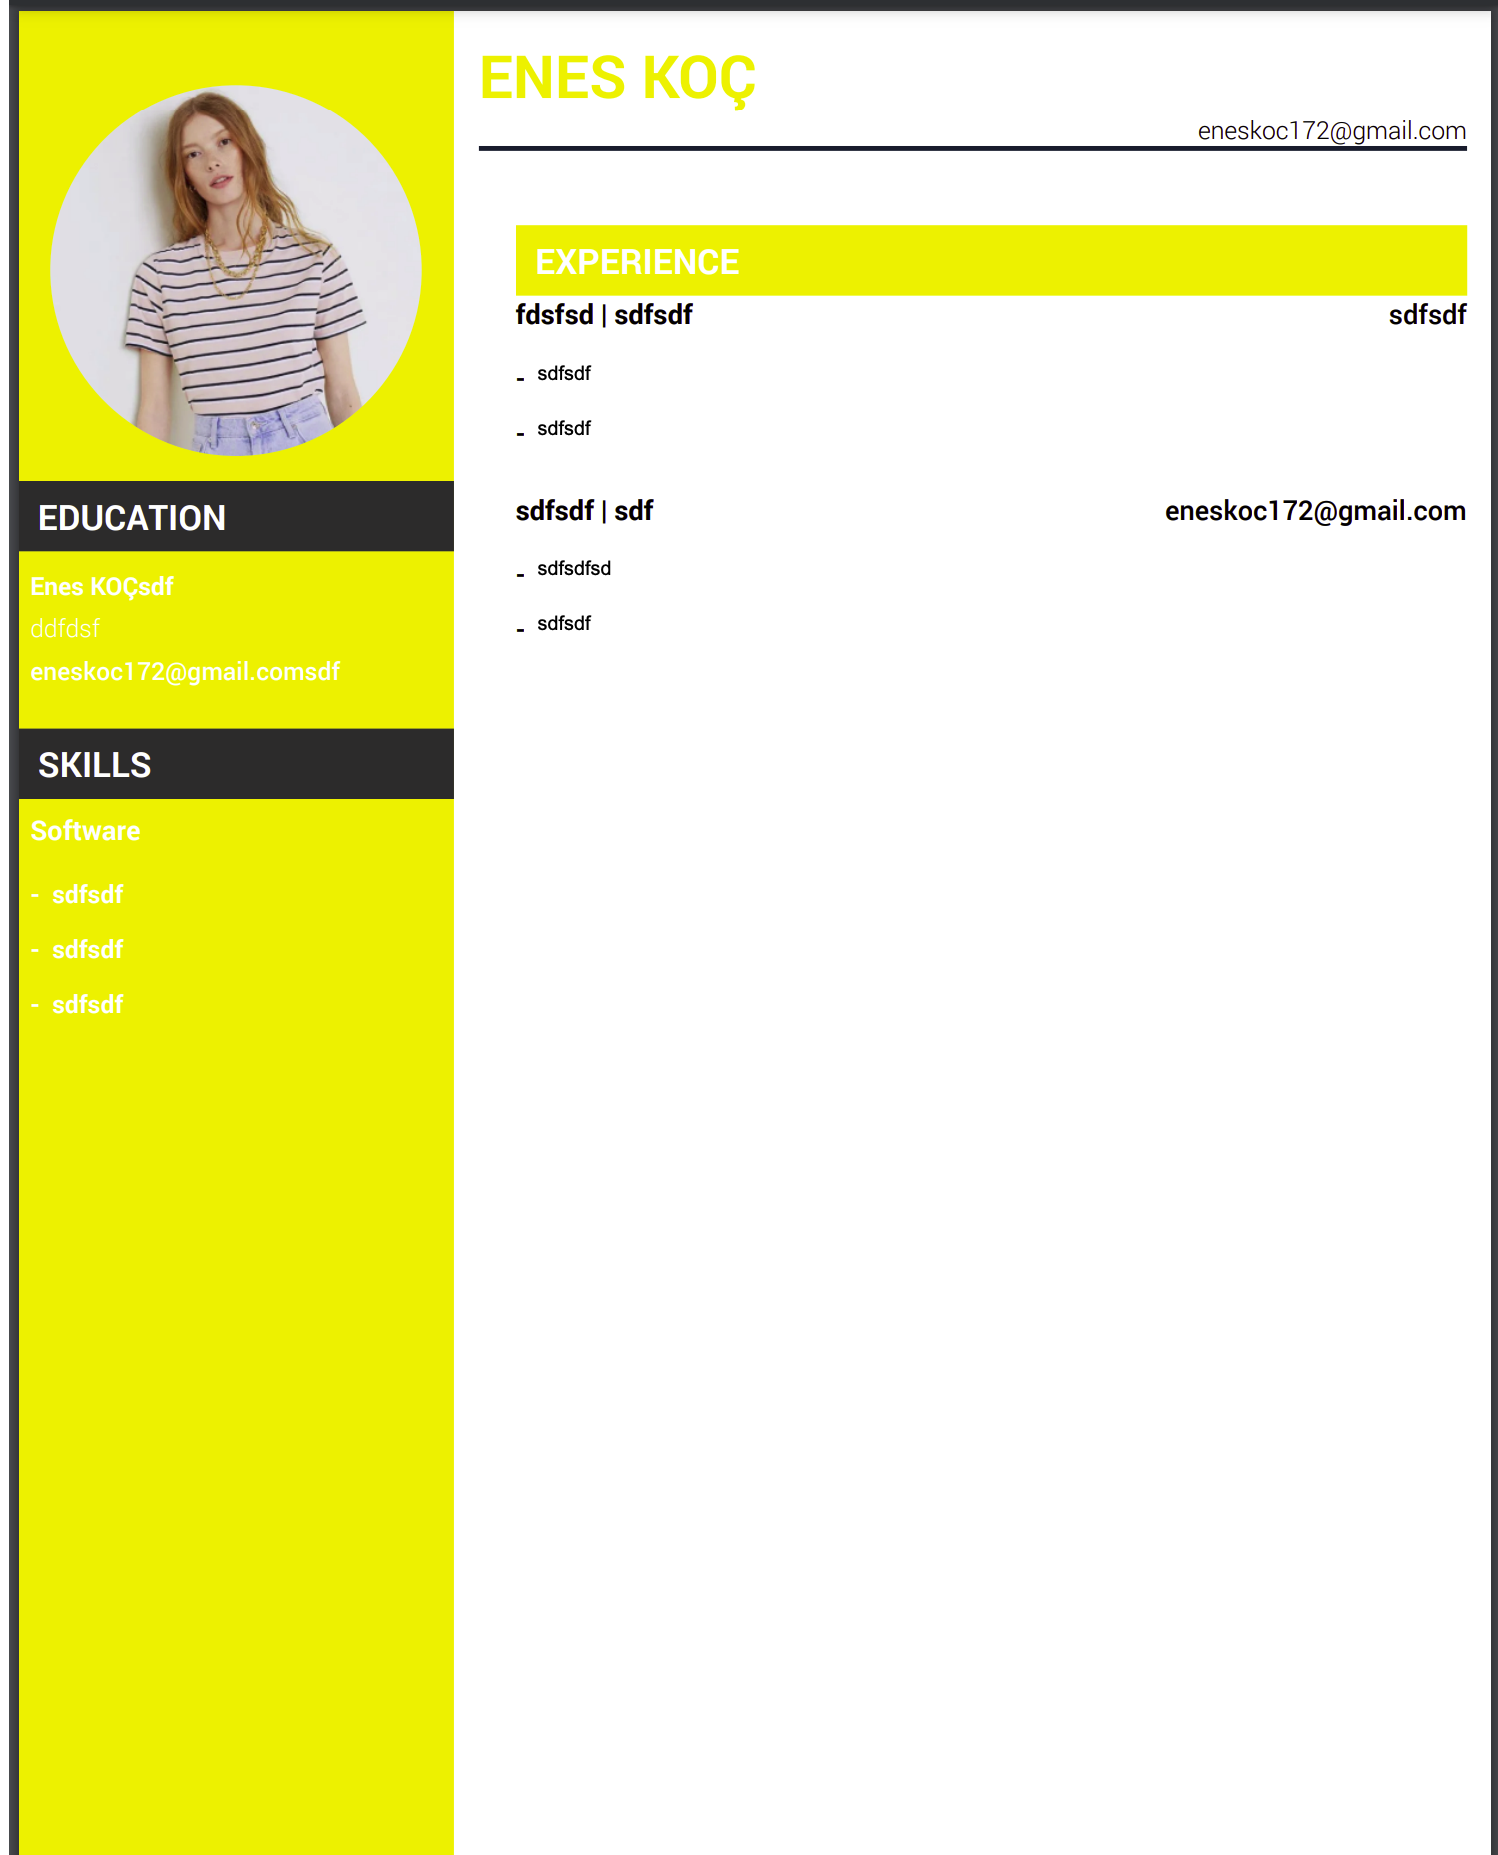 ENES KOÇ
eneskoc172@gmail.com
EDUCATION
Enes KOÇsdf
ddfdsf
eneskoc172@gmail.comsdf
SKILLS
Software
- sdfsdf
- sdfsdf
- sdfsdf
EXPERIENCE
fdsfsd | sdfsdf sdfsdf
- sdfsdf
- sdfsdf
sdfsdf | sdf eneskoc172@gmail.com
- sdfsdfsd
- sdfsdf